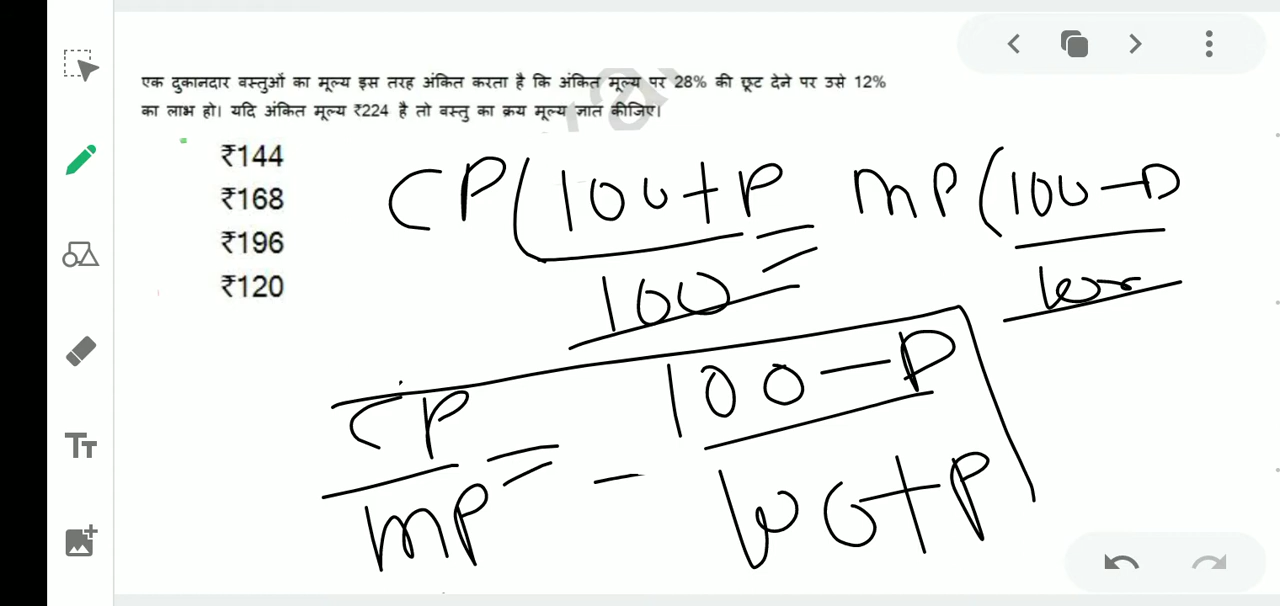 एक दुकानदार वस्तुओं का मूल्य इस तरह अंकित करता है कि अंकित मूल्य पर 28% की छूट देने पर उसे 12%
का लाभ हो। यदि अंकित मूल्य ₹224 है तो वस्तु का क्रय मूल्य ज्ञात कीजिए।
₹144
₹168
₹196
₹120
CP(100+P = MP(100-D
100 100
CP = 100-D
MP 100+P
Tт